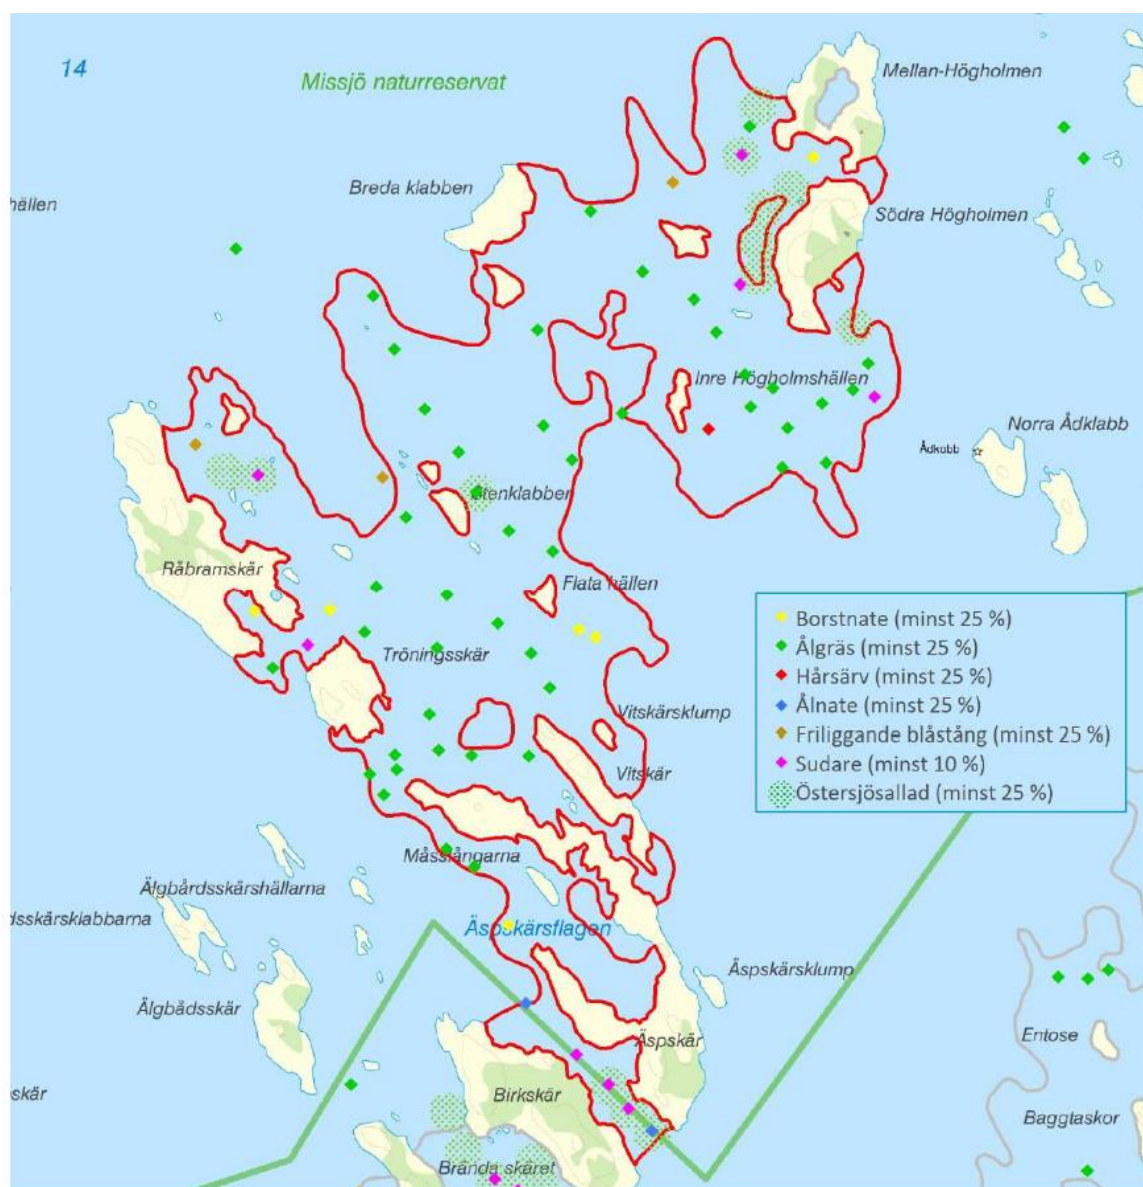 14
Missjö naturreservat
Mellan-Högholmen
Breda klabben
hällen
Södra Högholmen
Inre Högholmshällen
Norra Ådklabb
Ådkobb
Stenklabben
Råbramskär
Flata hällen
Tröningsskär
Vitskärsklump
Vitskär
Borstnate (minst 25 %)
Ålgräs (minst 25 %)
Hårsärv (minst 25 %)
Ålnate (minst 25 %)
Friliggande blåstång (minst 25 %)
Sudare (minst 10 %)
Östersjösallad (minst 25 %)
Måsslångarna
Älgbårdsskärshällarna
dsskärsklabbarna
Äspskärsflagen
Äspskärsklump
Älgbådsskär
Äspskär
Entose
Birkskär
skär
Baggtaskor
Brända skäret